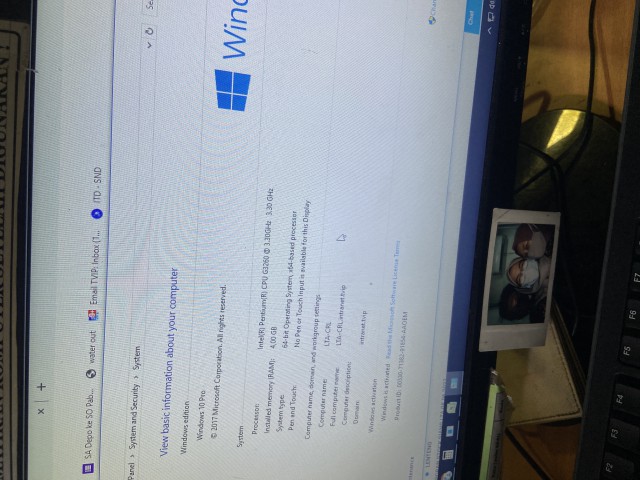 SA Depo ke SO Pab...
water out
Email TVIP: Inbox (1...
ITD - SND
Panel > System and Security > System
View basic information about your computer
Windows edition
Windows 10 Pro
© 2017 Microsoft Corporation. All rights reserved.
System
Processor: Intel(R) Pentium(R) CPU G3260 @ 3.30GHz 3.30 GHz
Installed memory (RAM): 4,00 GB
System type: 64-bit Operating System, x64-based processor
Pen and Touch: No Pen or Touch Input is available for this Display
Computer name, domain, and workgroup settings
Computer name: LTA-CRL
Full computer name: LTA-CRL.intranet.tvip
Computer description:
Domain: intranet.tvip
Windows activation
Windows is activated Read the Microsoft Software License Terms
Chat
F2
F3
F4
F5
F6
F7